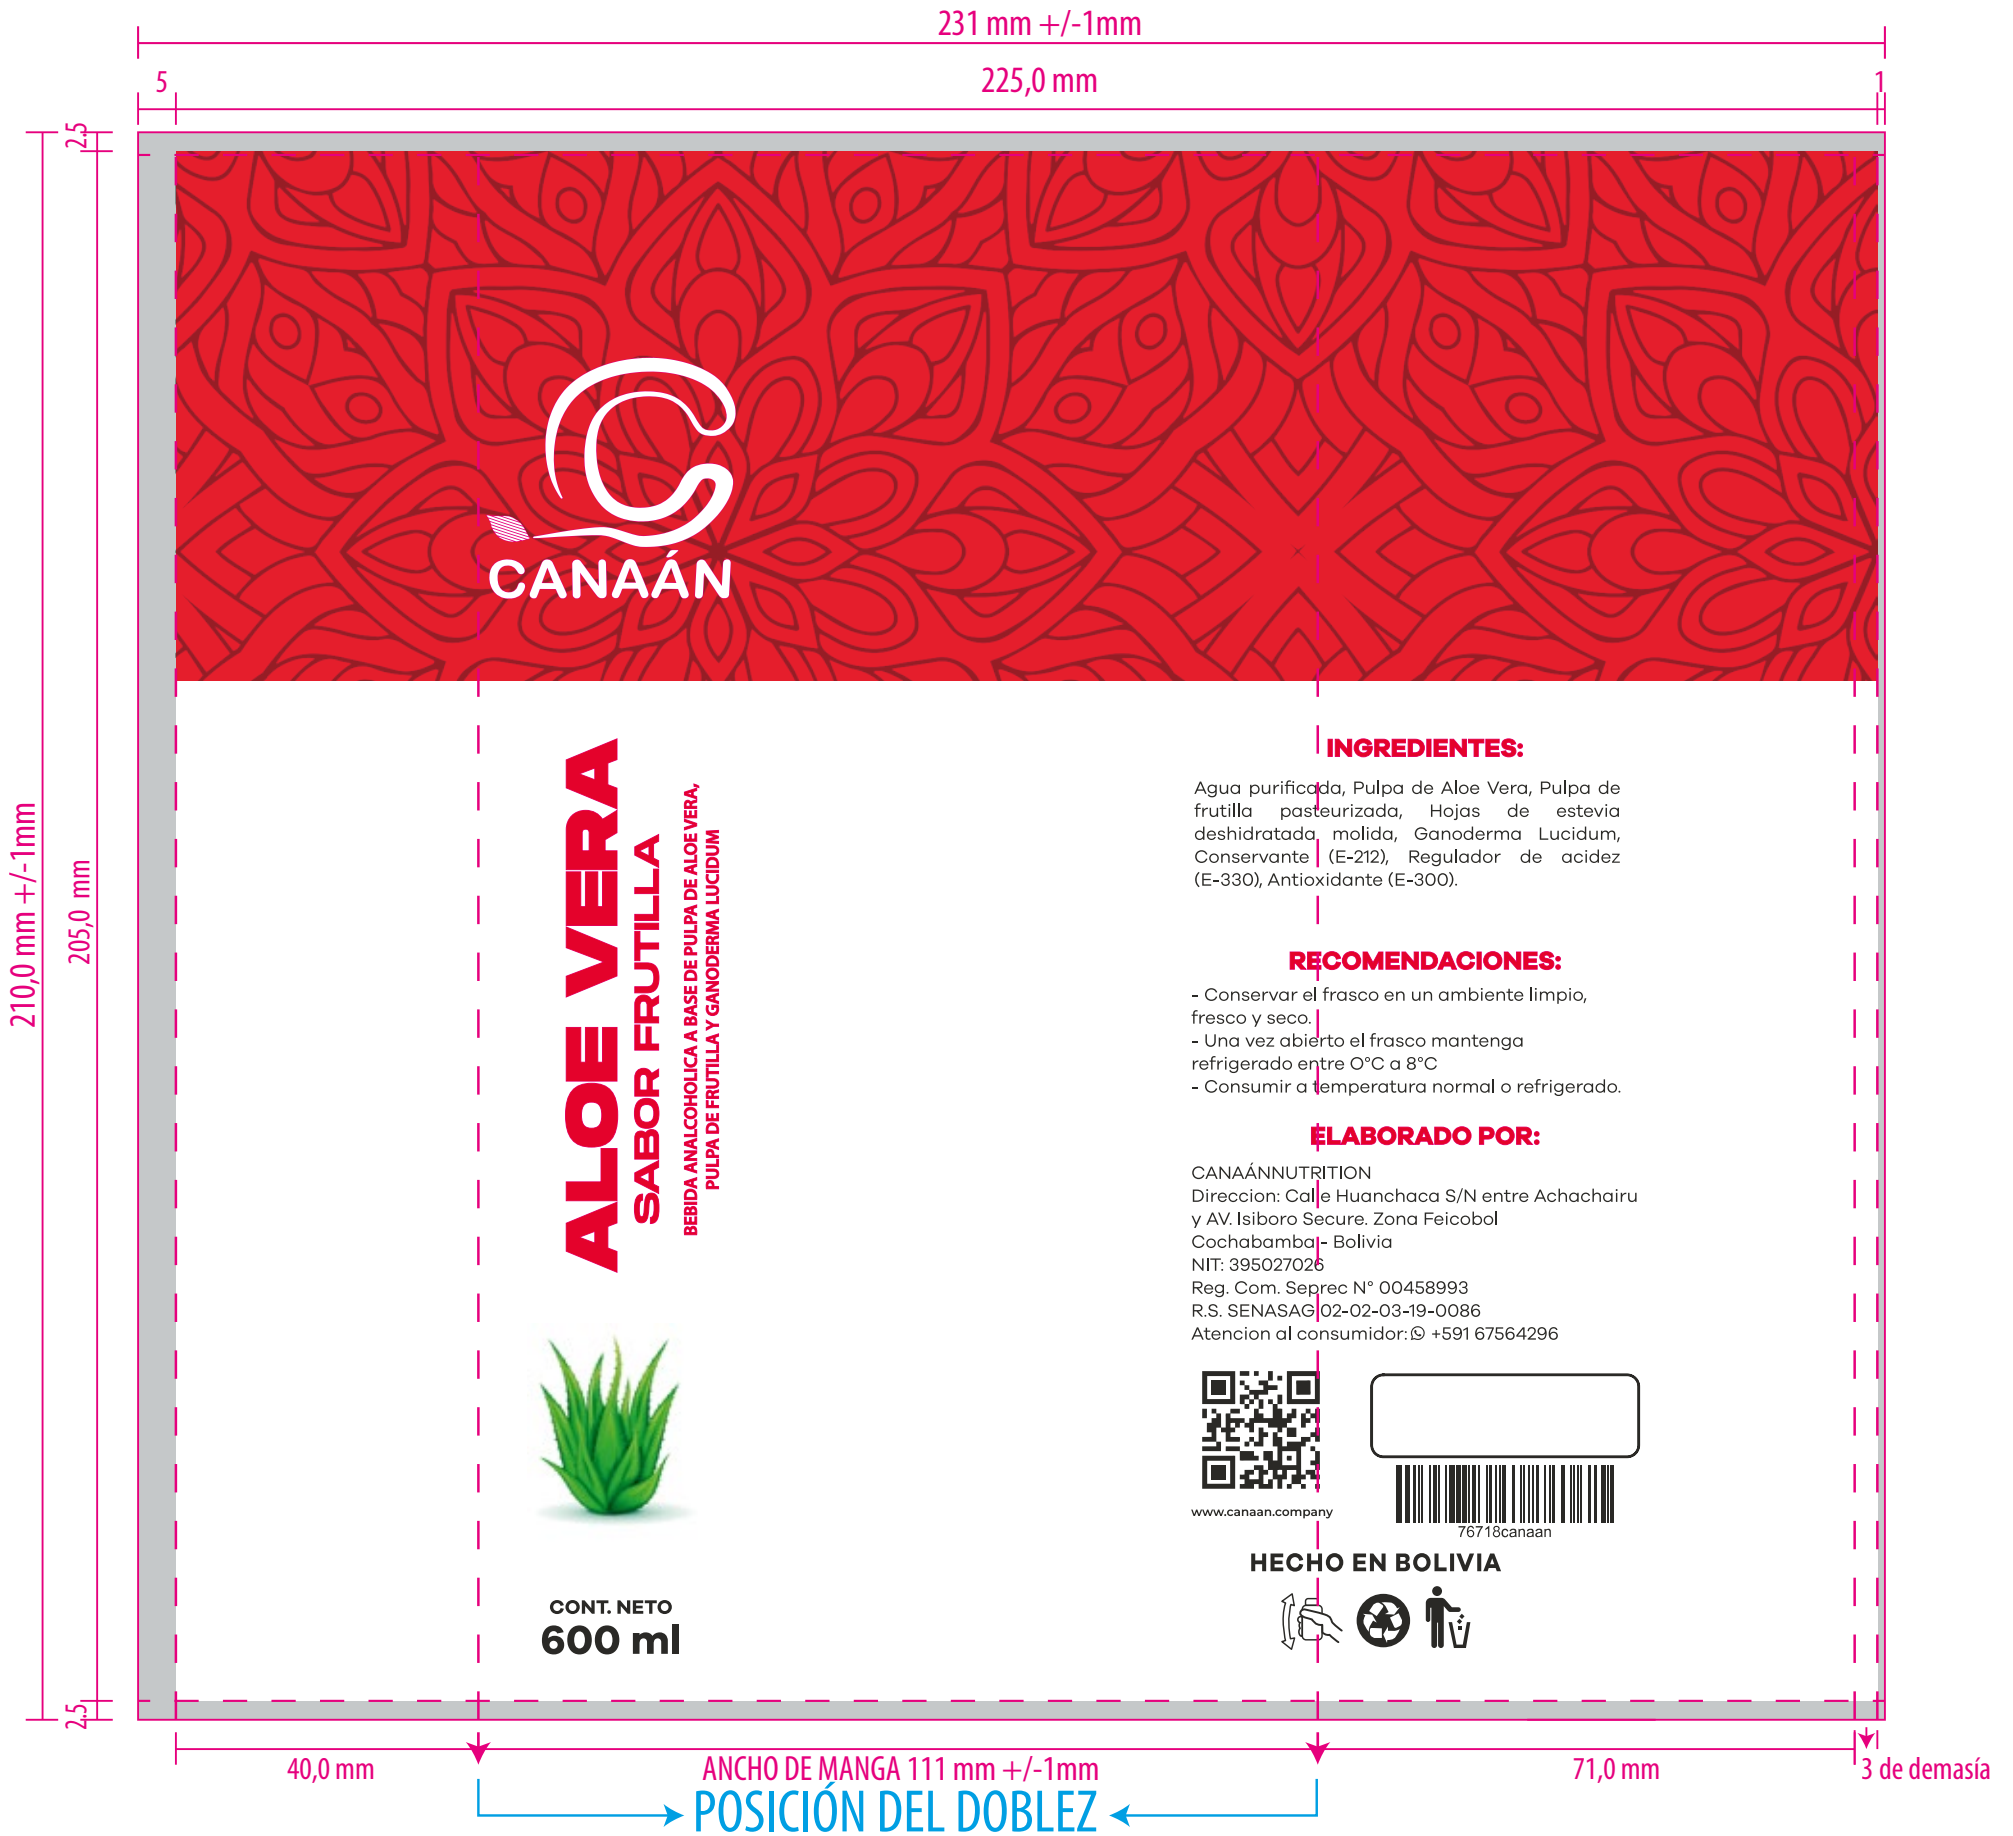 231 mm +/-1mm
5
225,0 mm
1
2.5
210,0 mm +/-1mm
205,0 mm
2.5
CANAÁN
ALOE VERA
SABOR FRUTILLA
BEBIDA ANALCOHOLICA A BASE DE PULPA DE ALOE VERA,
PULPA DE FRUTILLA Y GANODERMA LUCIDUM
CONT. NETO
600 ml
INGREDIENTES:
Agua purificada, Pulpa de Aloe Vera, Pulpa de
frutilla pasteurizada, Hojas de estevia
deshidratada molida, Ganoderma Lucidum,
Conservante (E-212), Regulador de acidez
(E-330), Antioxidante (E-300).
RECOMENDACIONES:
- Conservar el frasco en un ambiente limpio,
fresco y seco.
- Una vez abierto el frasco mantenga
refrigerado entre O°C a 8°C
- Consumir a temperatura normal o refrigerado.
ELABORADO POR:
CANAÁNNUTRITION
Direccion: Calle Huanchaca S/N entre Achachairu
y AV. Isiboro Secure. Zona Feicobol
Cochabamba - Bolivia
NIT: 395027026
Reg. Com. Seprec N° 00458993
R.S. SENASAG 02-02-03-19-0086
Atencion al consumidor: +591 67564296
www.canaan.company
76718canaan
HECHO EN BOLIVIA
40,0 mm
ANCHO DE MANGA 111 mm +/-1mm
71,0 mm
3 de demasía
POSICIÓN DEL DOBLEZ